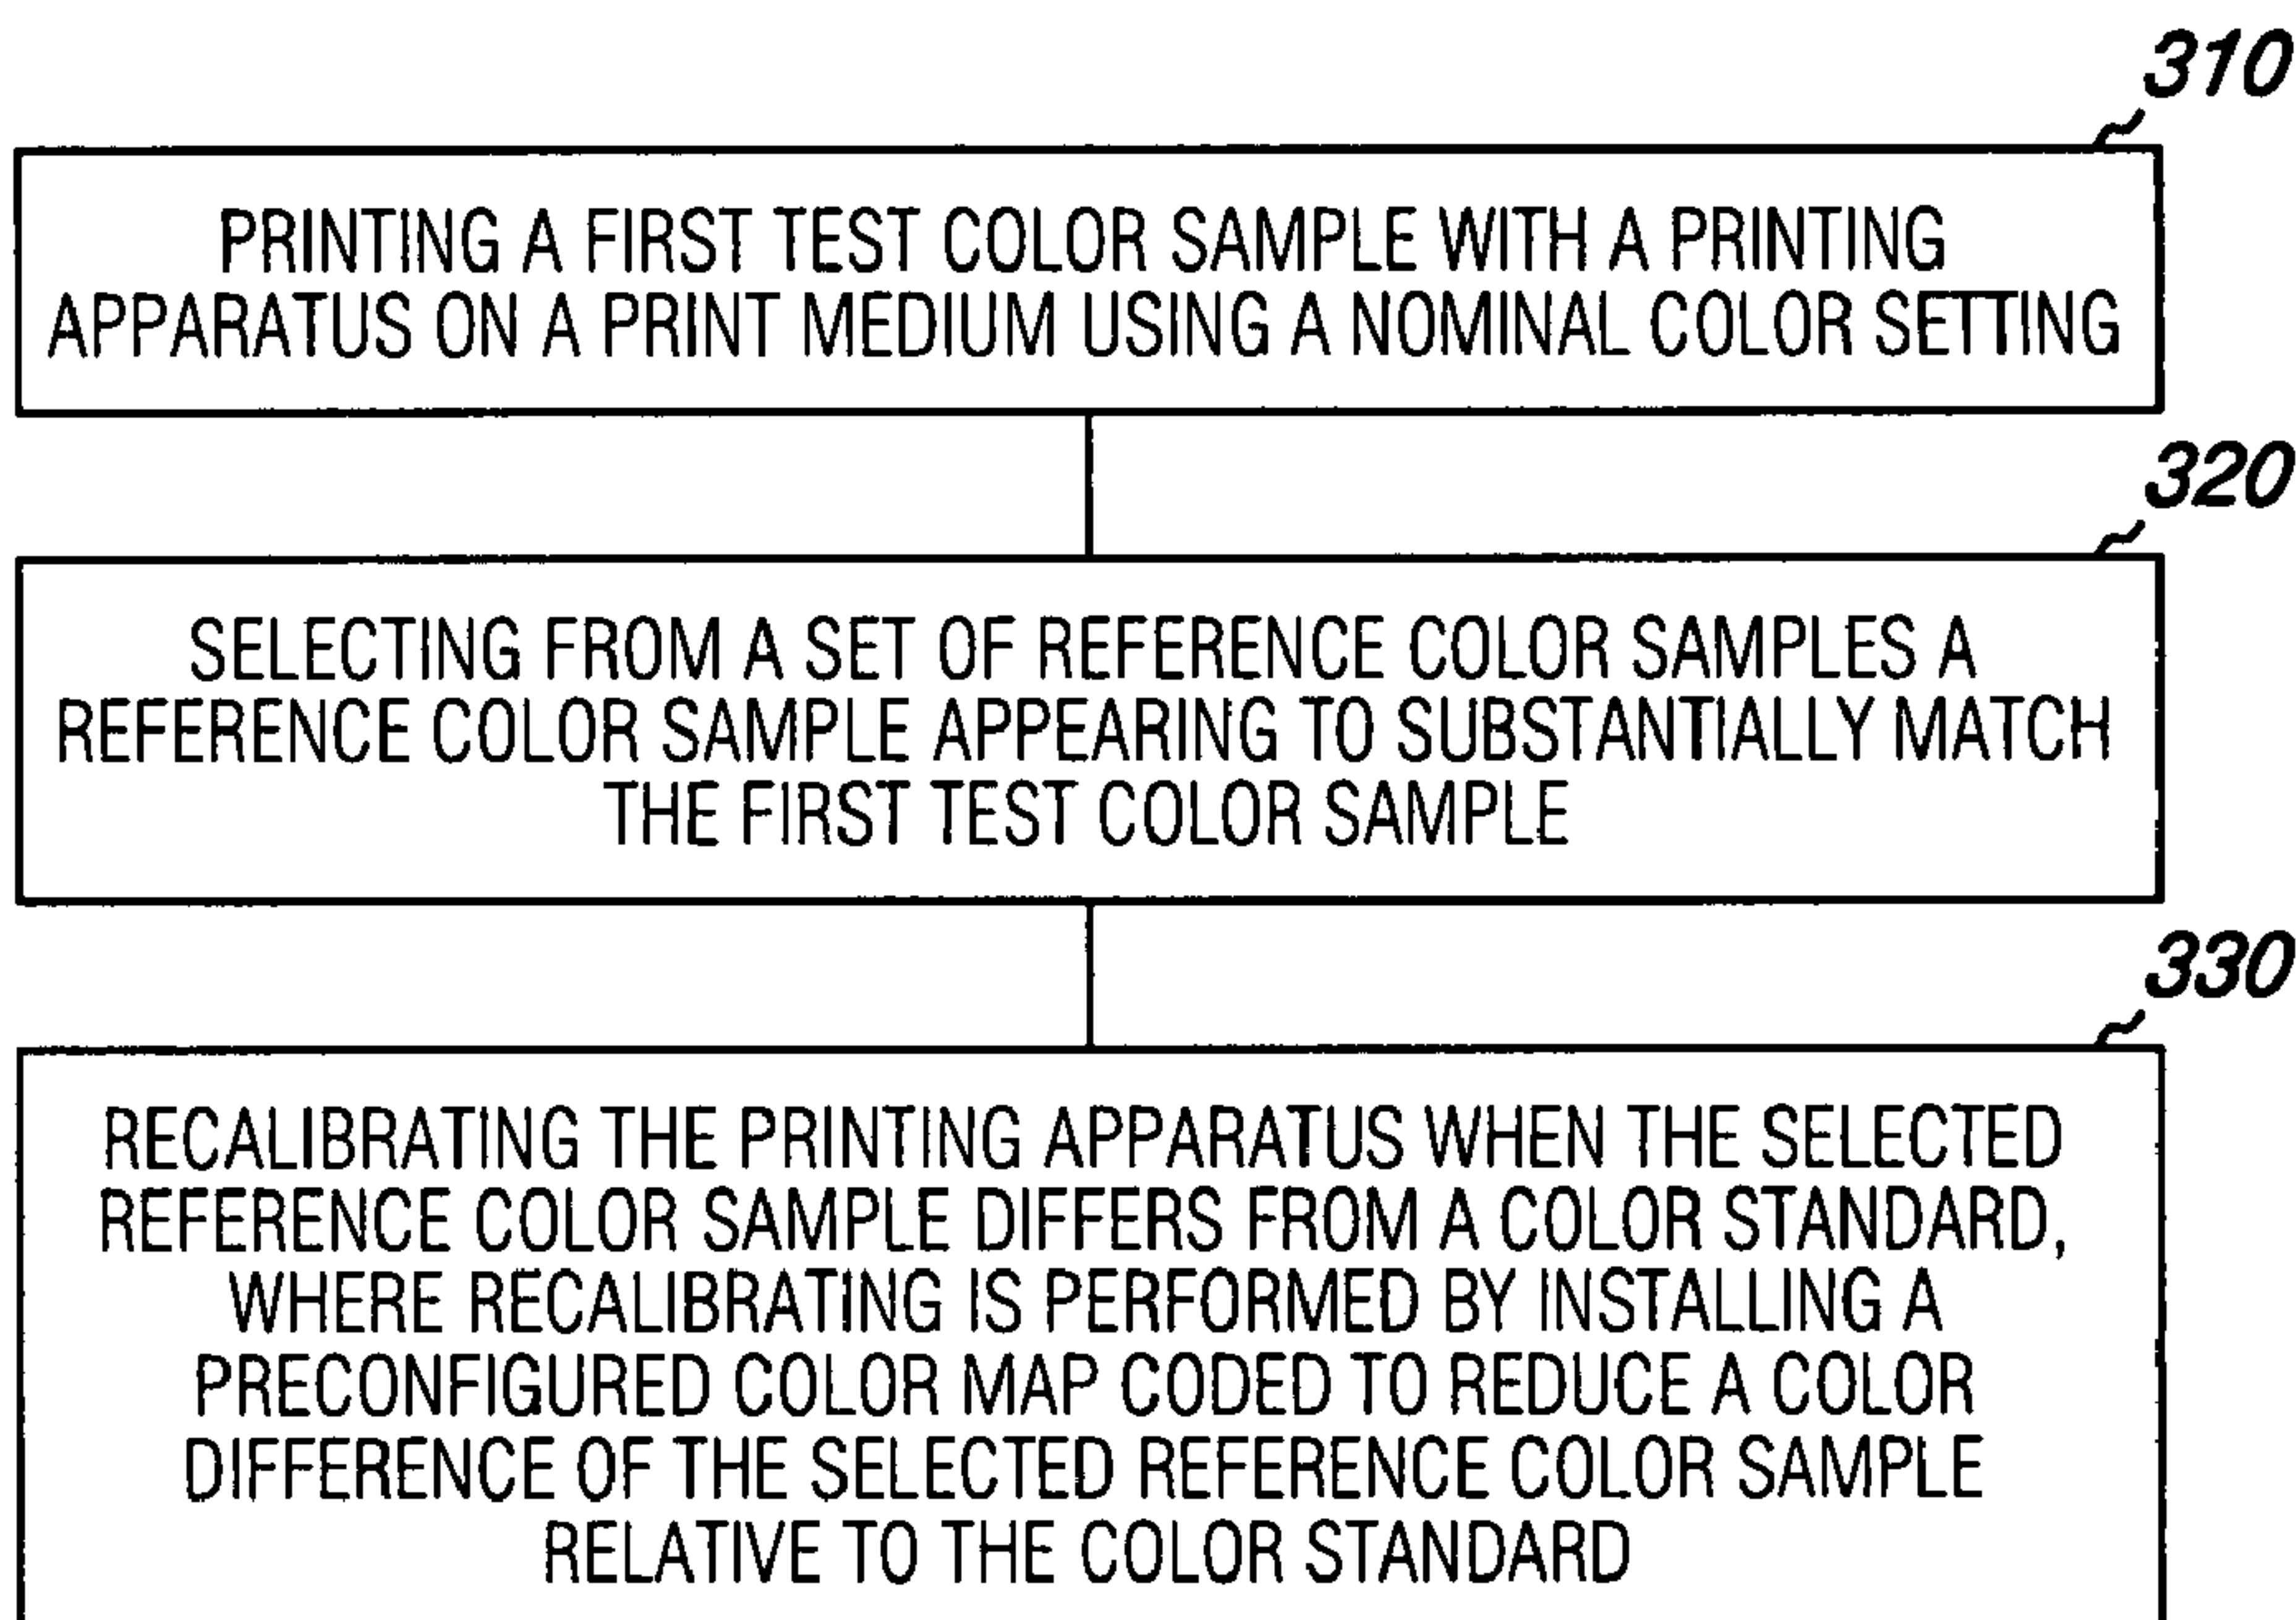 310
PRINTING A FIRST TEST COLOR SAMPLE WITH A PRINTING
APPARATUS ON A PRINT MEDIUM USING A NOMINAL COLOR SETTING
320
SELECTING FROM A SET OF REFERENCE COLOR SAMPLES A
REFERENCE COLOR SAMPLE APPEARING TO SUBSTANTIALLY MATCH
THE FIRST TEST COLOR SAMPLE
330
RECALIBRATING THE PRINTING APPARATUS WHEN THE SELECTED
REFERENCE COLOR SAMPLE DIFFERS FROM A COLOR STANDARD,
WHERE RECALIBRATING IS PERFORMED BY INSTALLING A
PRECONFIGURED COLOR MAP CODED TO REDUCE A COLOR
DIFFERENCE OF THE SELECTED REFERENCE COLOR SAMPLE
RELATIVE TO THE COLOR STANDARD